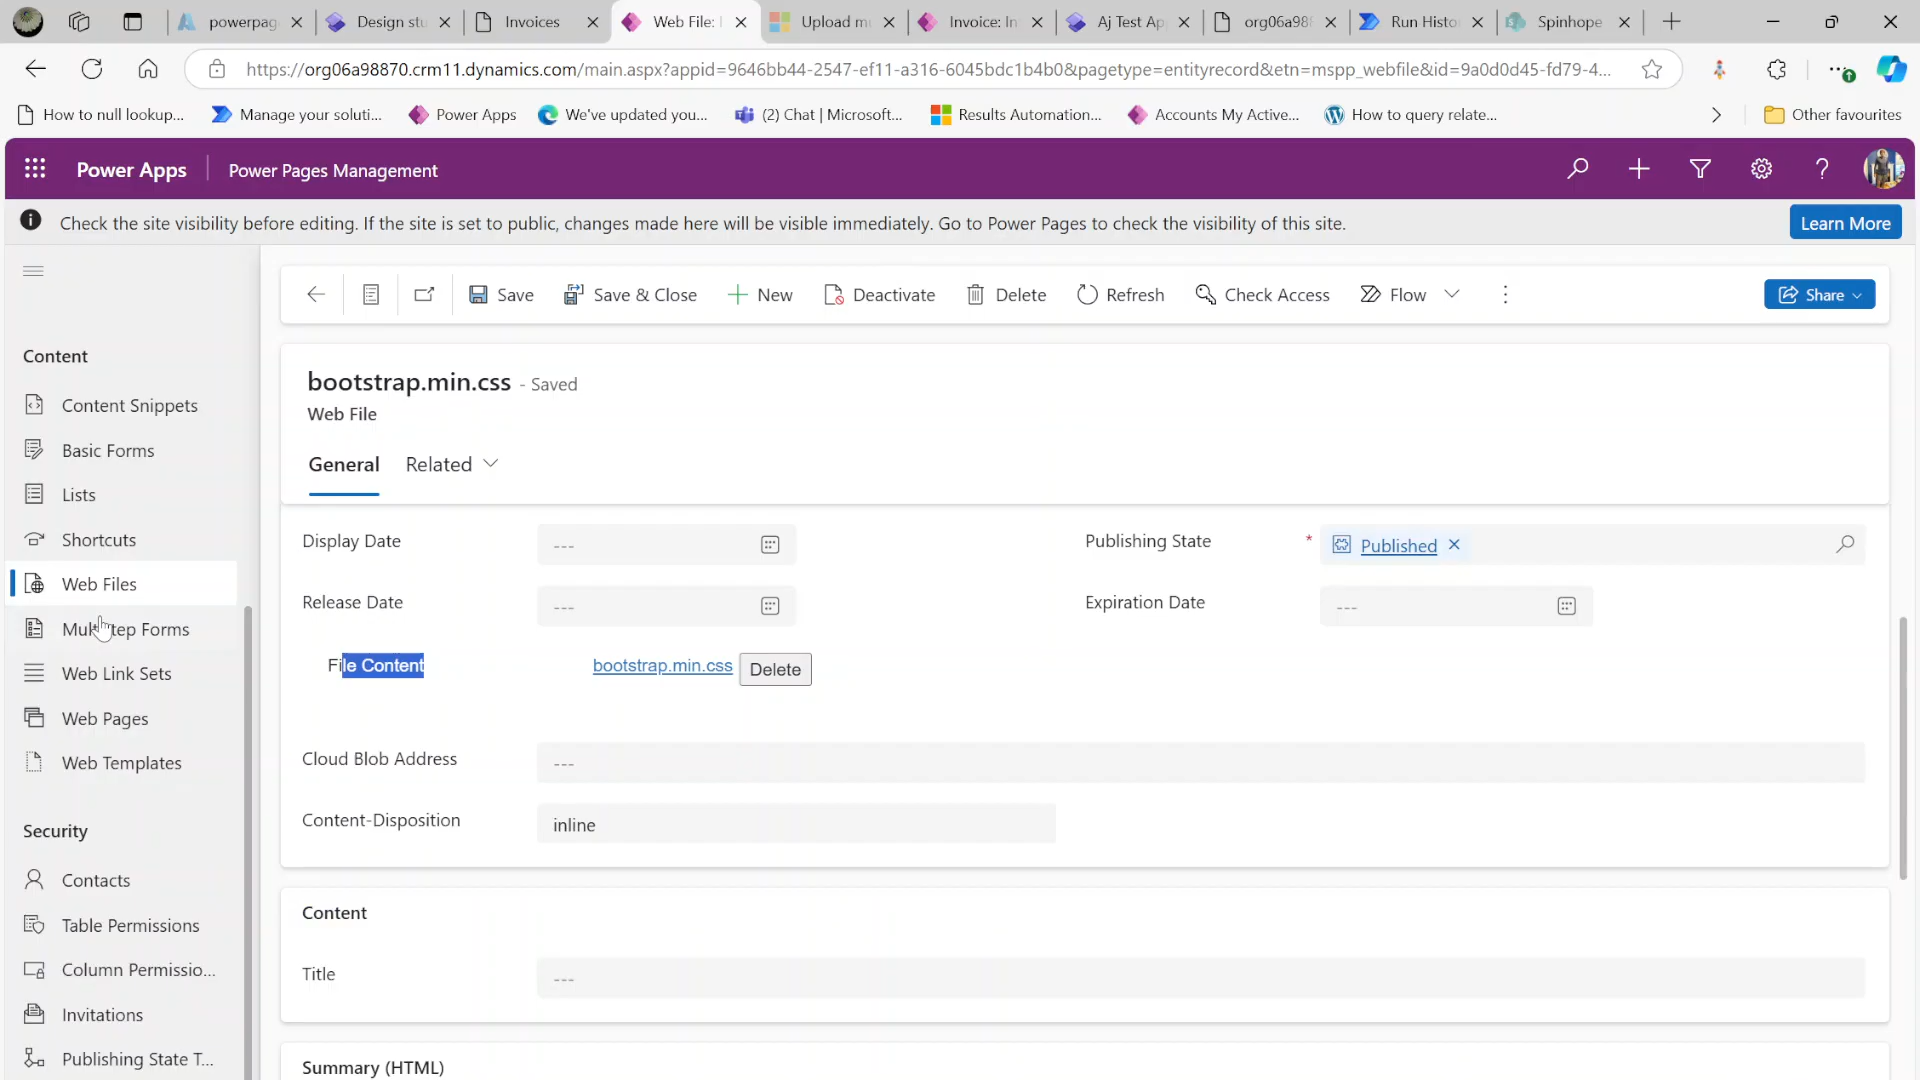 powerpag
Design stu
Invoices
Web File: 
Upload mu
Invoice: In
Aj Test Ap
org06a988
Run Histo
Spinhope
https://org06a98870.crm11.dynamics.com/main.aspx?appid=9646bb44-2547-ef11-a316-6045bdc1b4b0&pagetype=entityrecord&etn=mspp_webfile&id=9a0d0d45-fd79-4...
How to null lookup...
Manage your soluti...
Power Apps
We've updated you...
(2) Chat | Microsoft...
Results Automation...
Accounts My Active...
How to query relate...
Other favourites
Power Apps
Power Pages Management
Check the site visibility before editing. If the site is set to public, changes made here will be visible immediately. Go to Power Pages to check the visibility of this site.
Learn More
Save
Save & Close
New
Deactivate
Delete
Refresh
Check Access
Flow
Share
Content
Content Snippets
Basic Forms
Lists
Shortcuts
Web Files
Multistep Forms
Web Link Sets
Web Pages
Web Templates
Security
Contacts
Table Permissions
Column Permissio...
Invitations
Publishing State T...
bootstrap.min.css - Saved
Web File
General
Related
Display Date
---
Publishing State
* Published
Release Date
---
Expiration Date
---
File Content
bootstrap.min.css
Delete
Cloud Blob Address
---
Content-Disposition
inline
Content
Title
---
Summary (HTML)